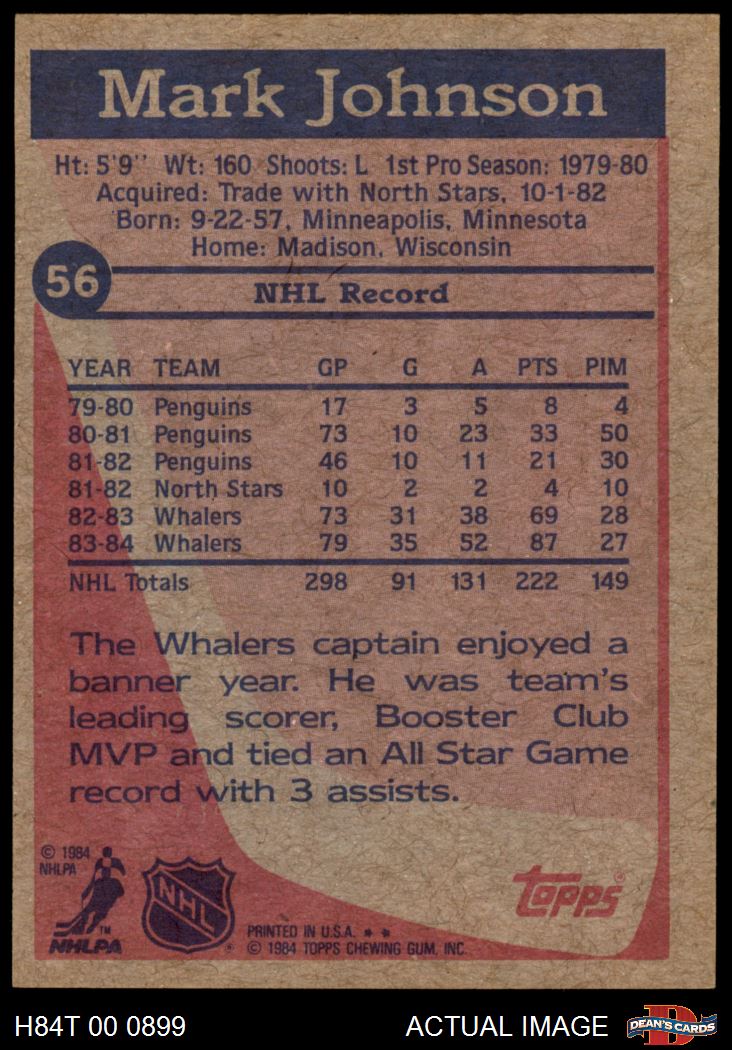 Mark Johnson
Ht: 5'9'' Wt: 160 Shoots: L 1st Pro Season: 1979-80
Acquired: Trade with North Stars, 10-1-82
Born: 9-22-57, Minneapolis, Minnesota
Home: Madison, Wisconsin
56
NHL Record
YEAR TEAM GP G A PTS PIM
79-80 Penguins 17 3 5 8 4
80-81 Penguins 73 10 23 33 50
81-82 Penguins 46 10 11 21 30
81-82 North Stars 10 2 2 4 10
82-83 Whalers 73 31 38 69 28
83-84 Whalers 79 35 52 87 27
NHL Totals 298 91 131 222 149
The Whalers captain enjoyed a
banner year. He was team's
leading scorer, Booster Club
MVP and tied an All Star Game
record with 3 assists.
© 1984
NHLPA
TM
NHLPA
NHL
®
topps®
PRINTED IN U.S.A. * *
© 1984 TOPPS CHEWING GUM, INC.
H84T 00 0899
ACTUAL IMAGE
D
DEAN'S CARDS